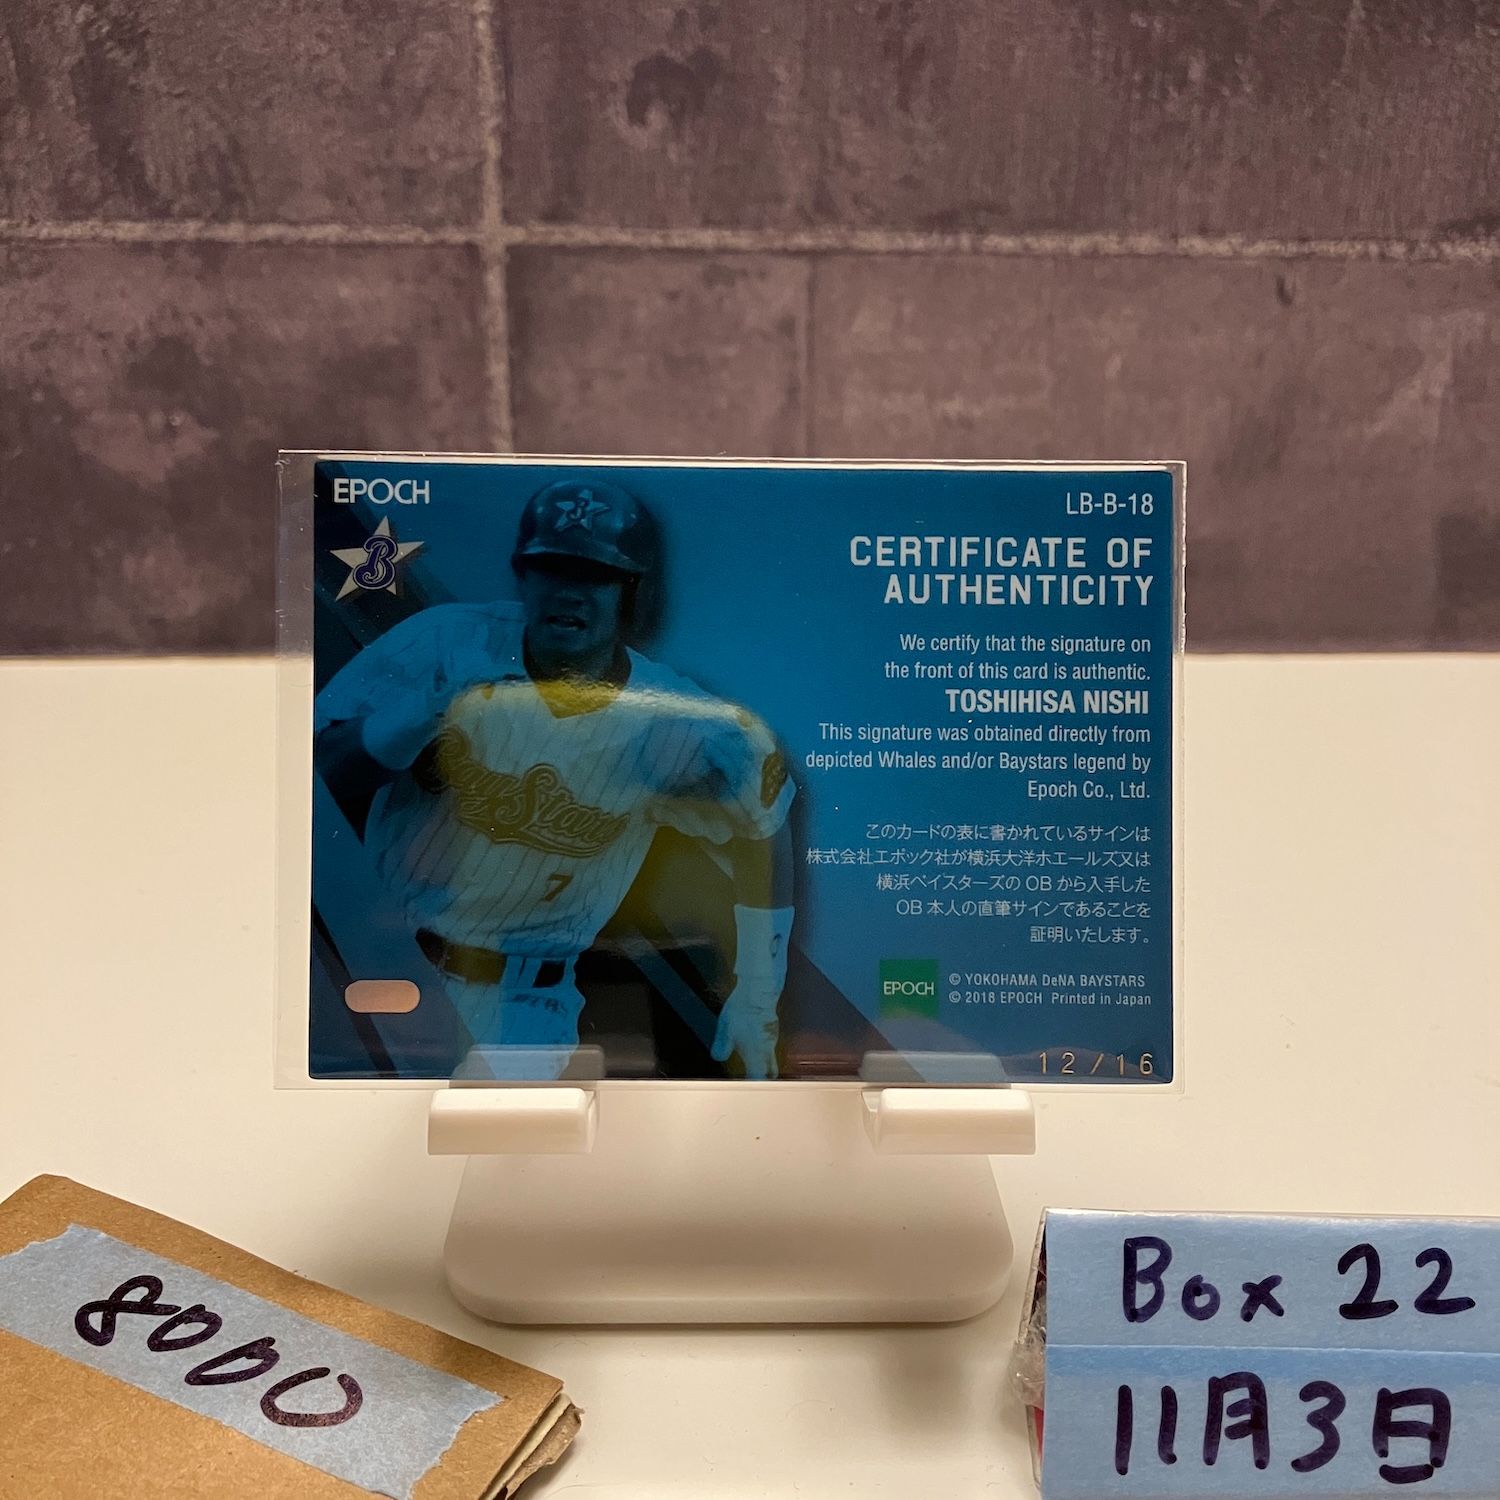 EPOCH
B
LB-B-18
CERTIFICATE OF
AUTHENTICITY
We certify that the signature on
the front of this card is authentic.
TOSHIHISA NISHI
This signature was obtained directly from
depicted Whales and/or Baystars legend by
Epoch Co., Ltd.
このカードの表に書かれているサインは
株式会社エポック社が横浜大洋ホエールズ又は
横浜ベイスターズの OB から入手した
OB 本人の直筆サインであることを
証明いたします。
BayStars
7
EPOCH
© YOKOHAMA DeNA BAYSTARS
© 2018 EPOCH Printed in Japan
12/16
8000
Box 22
11月3日